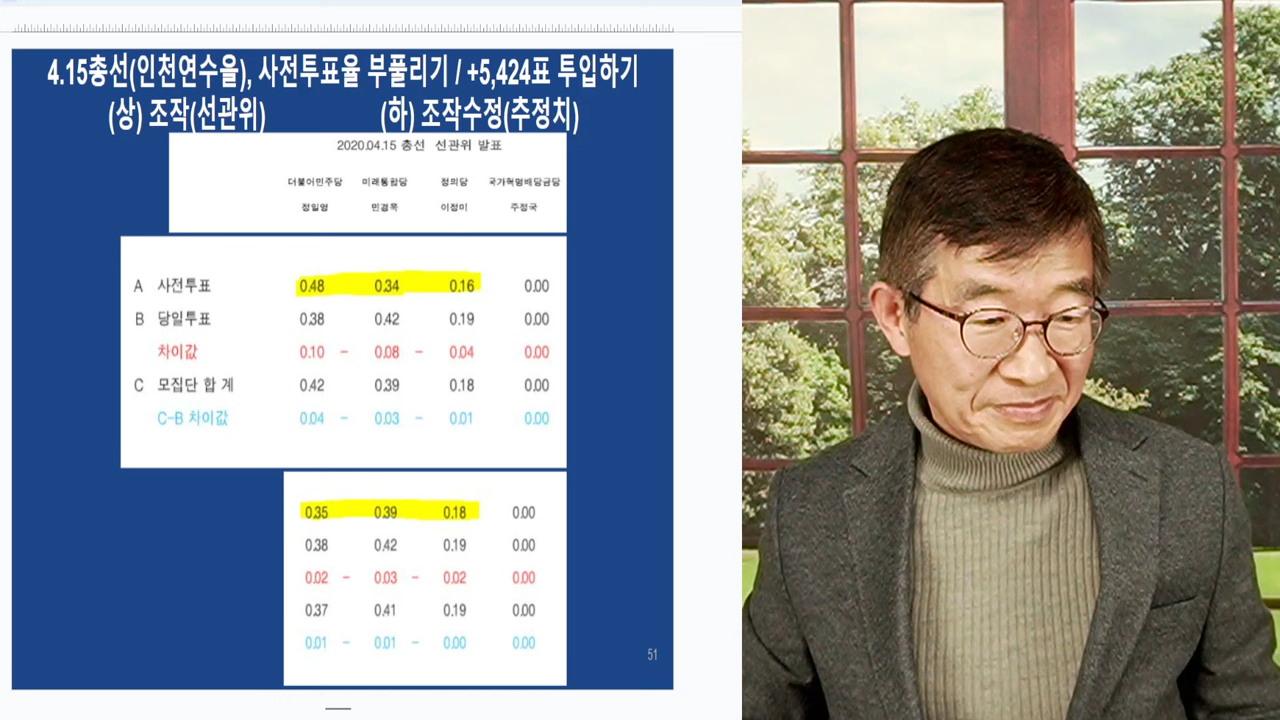 4.15총선(인천연수을), 사전투표율 부풀리기 / +5,424표 투입하기
(상) 조작(선관위) (하) 조작수정(추정치)
2020.04.15 총선 선관위 발표
더불어민주당 미래통합당 정의당 국가혁명배당금당
정일영 민경욱 이정미 주정국
A 사전투표 0.48 0.34 0.16 0.00
B 당일투표 0.38 0.42 0.19 0.00
차이값 0.10 - 0.08 - 0.04 0.00
C 모집단 합 계 0.42 0.39 0.18 0.00
C-B 차이값 0.04 - 0.03 - 0.01 0.00
0.35 0.39 0.18 0.00
0.38 0.42 0.19 0.00
0.02 - 0.03 - 0.02 0.00
0.37 0.41 0.19 0.00
0.01 - 0.01 - 0.00 0.00
51